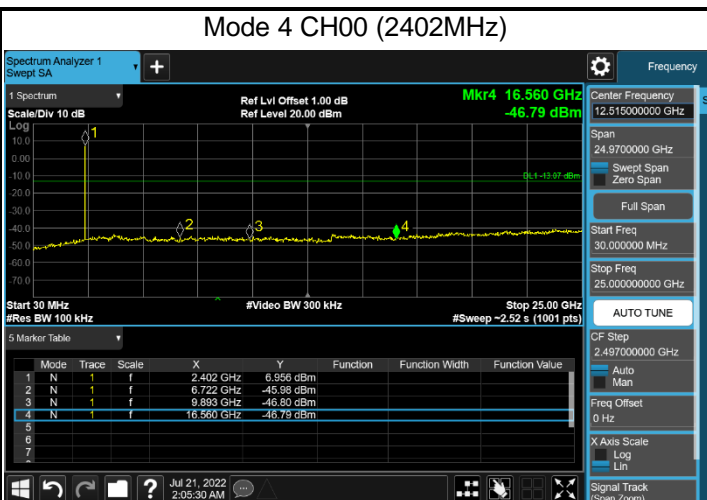 Mode 4 CH00 (2402MHz)
Spectrum Analyzer 1
Swept SA
+
Frequency
1 Spectrum
Scale/Div 10 dB
Log
Ref Lvl Offset 1.00 dB
Ref Level 20.00 dBm
Mkr4 16.560 GHz
-46.79 dBm
10.0
0.00
-10.0
-20.0
-30.0
-40.0
-50.0
-60.0
-70.0
1
2
3
4
DL1 -13.07 dBm
Start 30 MHz
#Res BW 100 kHz
#Video BW 300 kHz
Stop 25.00 GHz
#Sweep ~2.52 s (1001 pts)
5 Marker Table
Mode Trace Scale X Y Function Function Width Function Value
1 N 1 f 2.402 GHz 6.956 dBm
2 N 1 f 6.722 GHz -45.98 dBm
3 N 1 f 9.893 GHz -46.80 dBm
4 N 1 f 16.560 GHz -46.79 dBm
5
6
7
Center Frequency
12.515000000 GHz
S
Span
24.9700000 GHz
Swept Span
Zero Span
Full Span
Start Freq
30.000000 MHz
Stop Freq
25.000000000 GHz
AUTO TUNE
CF Step
2.497000000 GHz
Auto
Man
Freq Offset
0 Hz
X Axis Scale
Log
Lin
Signal Track
(Span Zoom)
?
Jul 21, 2022
2:05:30 AM